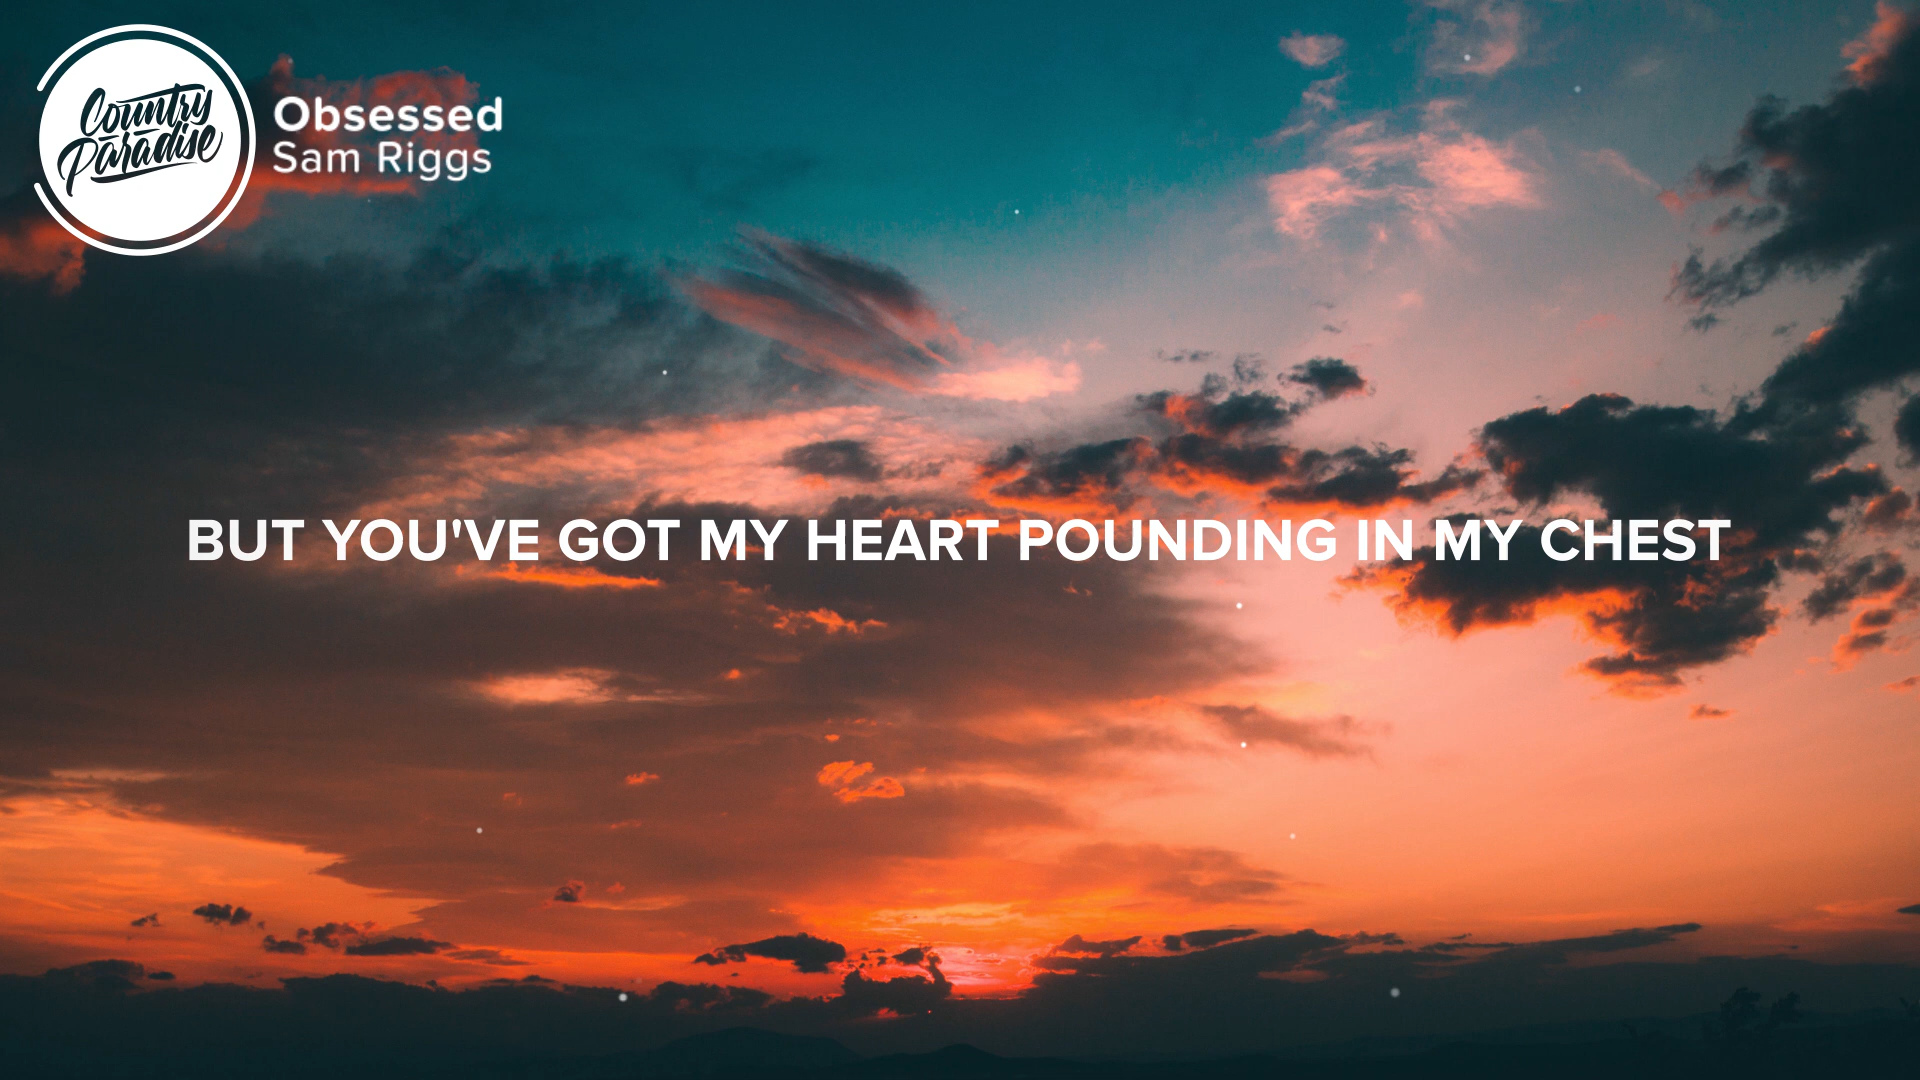 Country
Paradise
Obsessed
Sam Riggs
BUT YOU'VE GOT MY HEART POUNDING IN MY CHEST